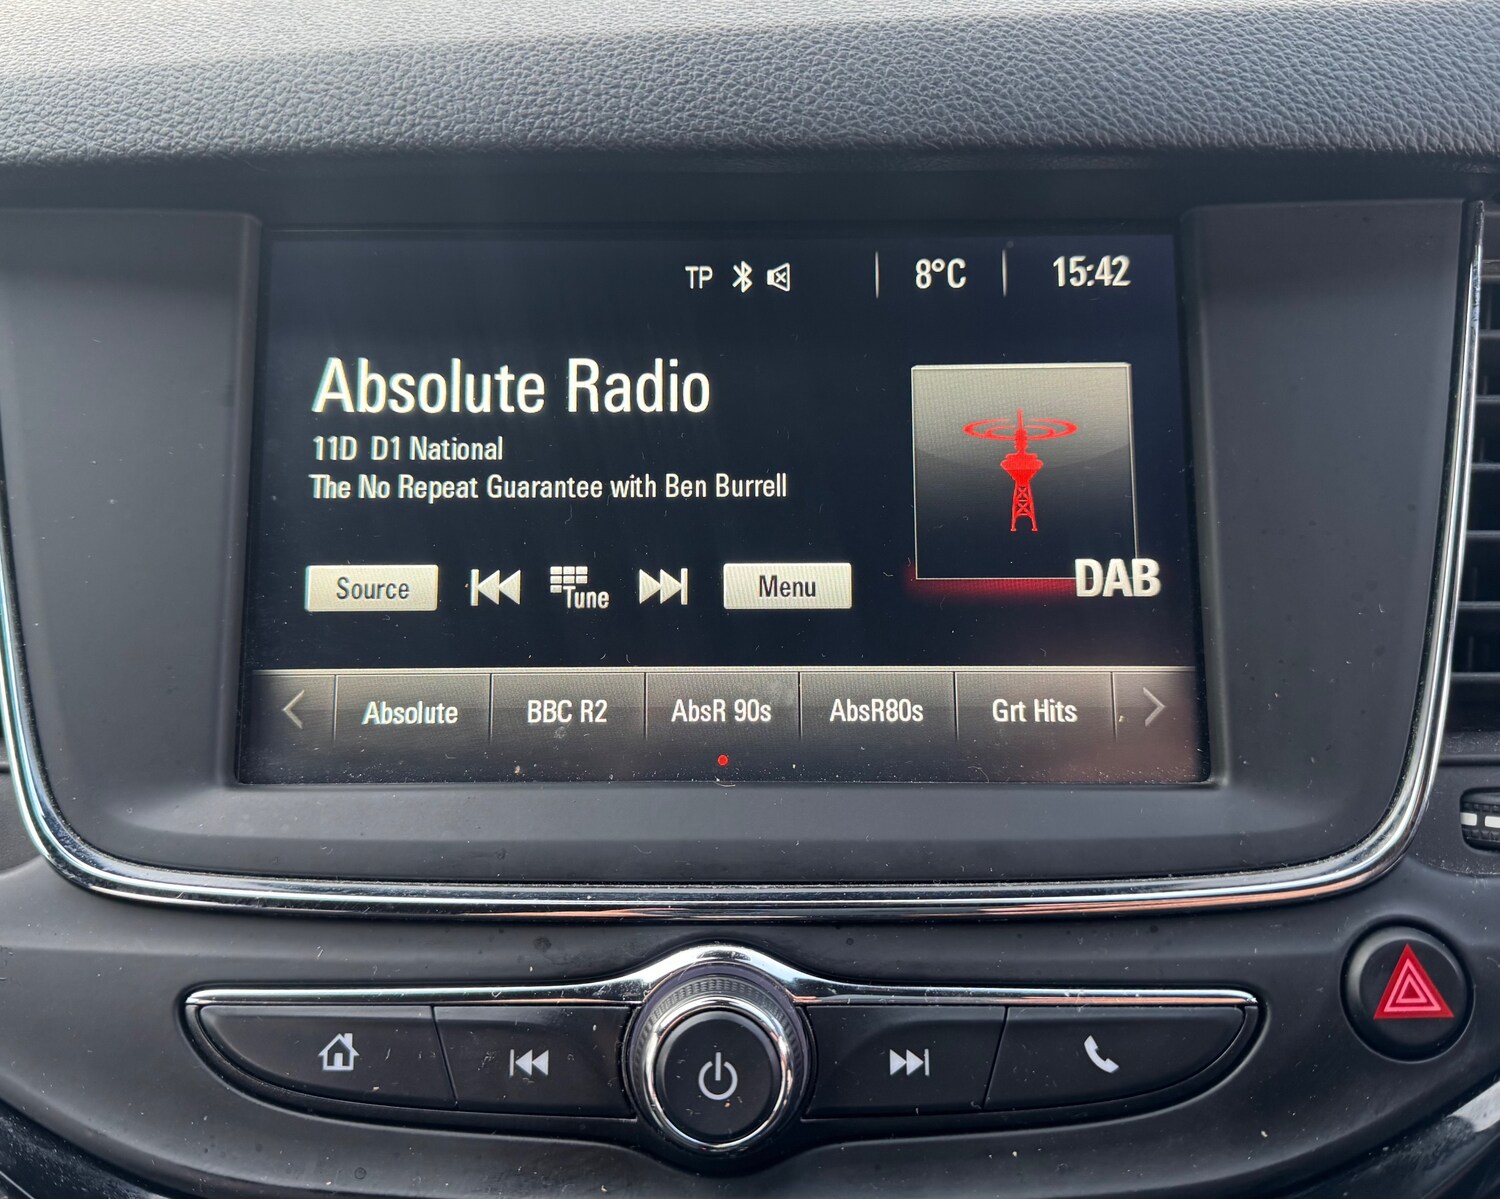 TP 8°C 15:42
Absolute Radio
11D D1 National
The No Repeat Guarantee with Ben Burrell
DAB
Source Tune Menu
Absolute BBC R2 AbsR 90s AbsR80s Grt Hits